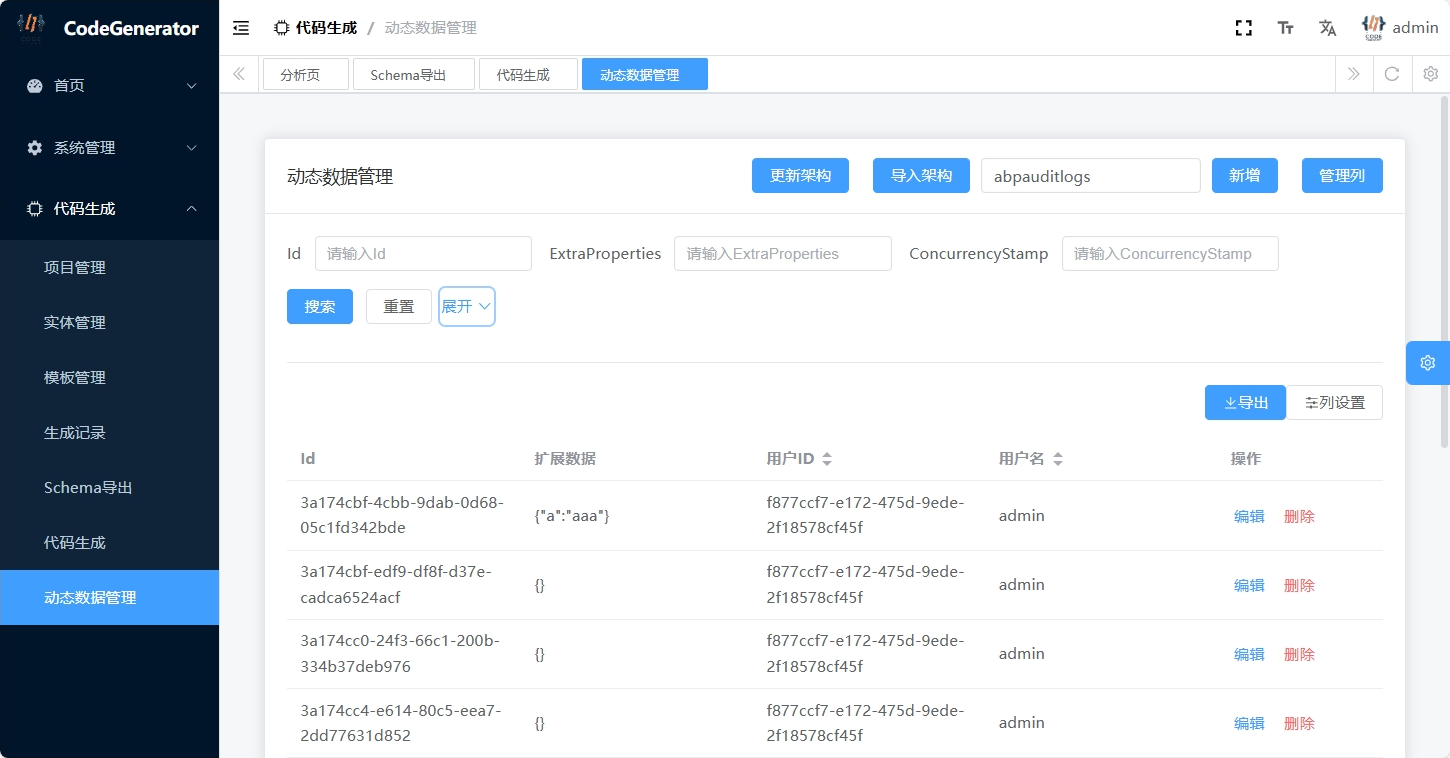 CodeGenerator
首页
系统管理
代码生成
项目管理
实体管理
模板管理
生成记录
Schema导出
代码生成
动态数据管理
代码生成 / 动态数据管理
admin
分析页 Schema导出 代码生成 动态数据管理
动态数据管理 更新架构 导入架构 abpauditlogs 新增 管理列
Id 请输入Id ExtraProperties 请输入ExtraProperties ConcurrencyStamp 请输入ConcurrencyStamp
搜索 重置 展开
导出 列设置
Id 扩展数据 用户ID 用户名 操作
3a174cbf-4cbb-9dab-0d68-
05c1fd342bde
{"a":"aaa"}
f877ccf7-e172-475d-9ede-
2f18578cf45f
admin
编辑 删除
3a174cbf-edf9-df8f-d37e-
cadca6524acf
{}
f877ccf7-e172-475d-9ede-
2f18578cf45f
admin
编辑 删除
3a174cc0-24f3-66c1-200b-
334b37deb976
{}
f877ccf7-e172-475d-9ede-
2f18578cf45f
admin
编辑 删除
3a174cc4-e614-80c5-eea7-
2dd77631d852
{}
f877ccf7-e172-475d-9ede-
2f18578cf45f
admin
编辑 删除